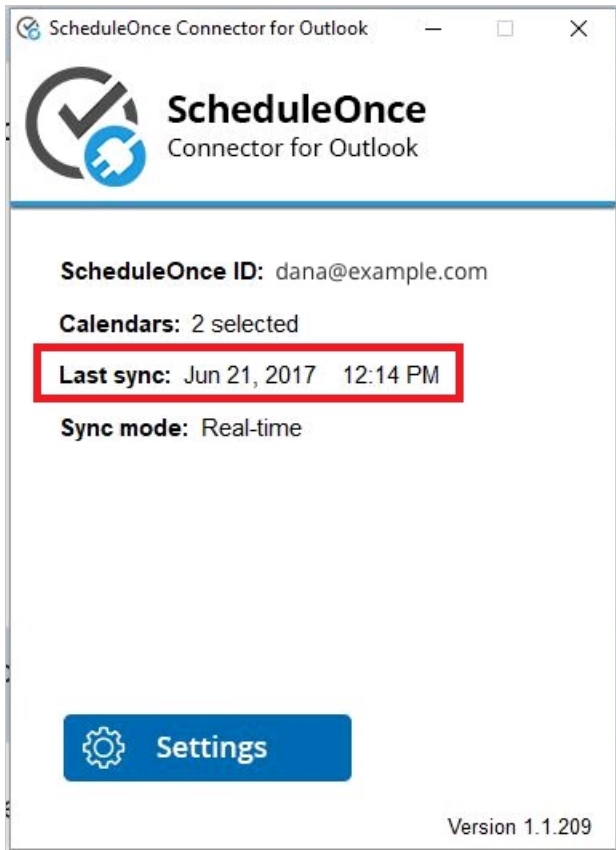 ScheduleOnce Connector for Outlook
ScheduleOnce
Connector for Outlook
ScheduleOnce ID: dana@example.com
Calendars: 2 selected
Last sync: Jun 21, 2017 12:14 PM
Sync mode: Real-time
Settings
Version 1.1.209